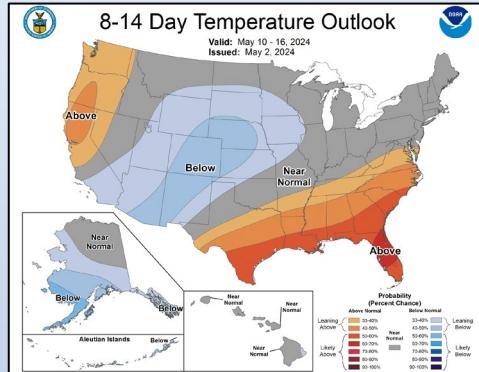 8-14 Day Temperature Outlook
Valid: May 10 - 16, 2024
Issued: May 2, 2024
NOAA
Above
Below
Near
Normal
Above
Near
Normal
Below
Below
Aleutian Islands
Below
Near
Normal
Near
Normal
Near
Normal
Probability
(Percent Chance)
Above Normal
Below Normal
Leaning
Above
33-40%
40-50%
Near
Normal
33-40%
40-50%
Leaning
Below
Likely
Above
50-60%
60-70%
70-80%
80-90%
90-100%
50-60%
60-70%
70-80%
80-90%
90-100%
Likely
Below